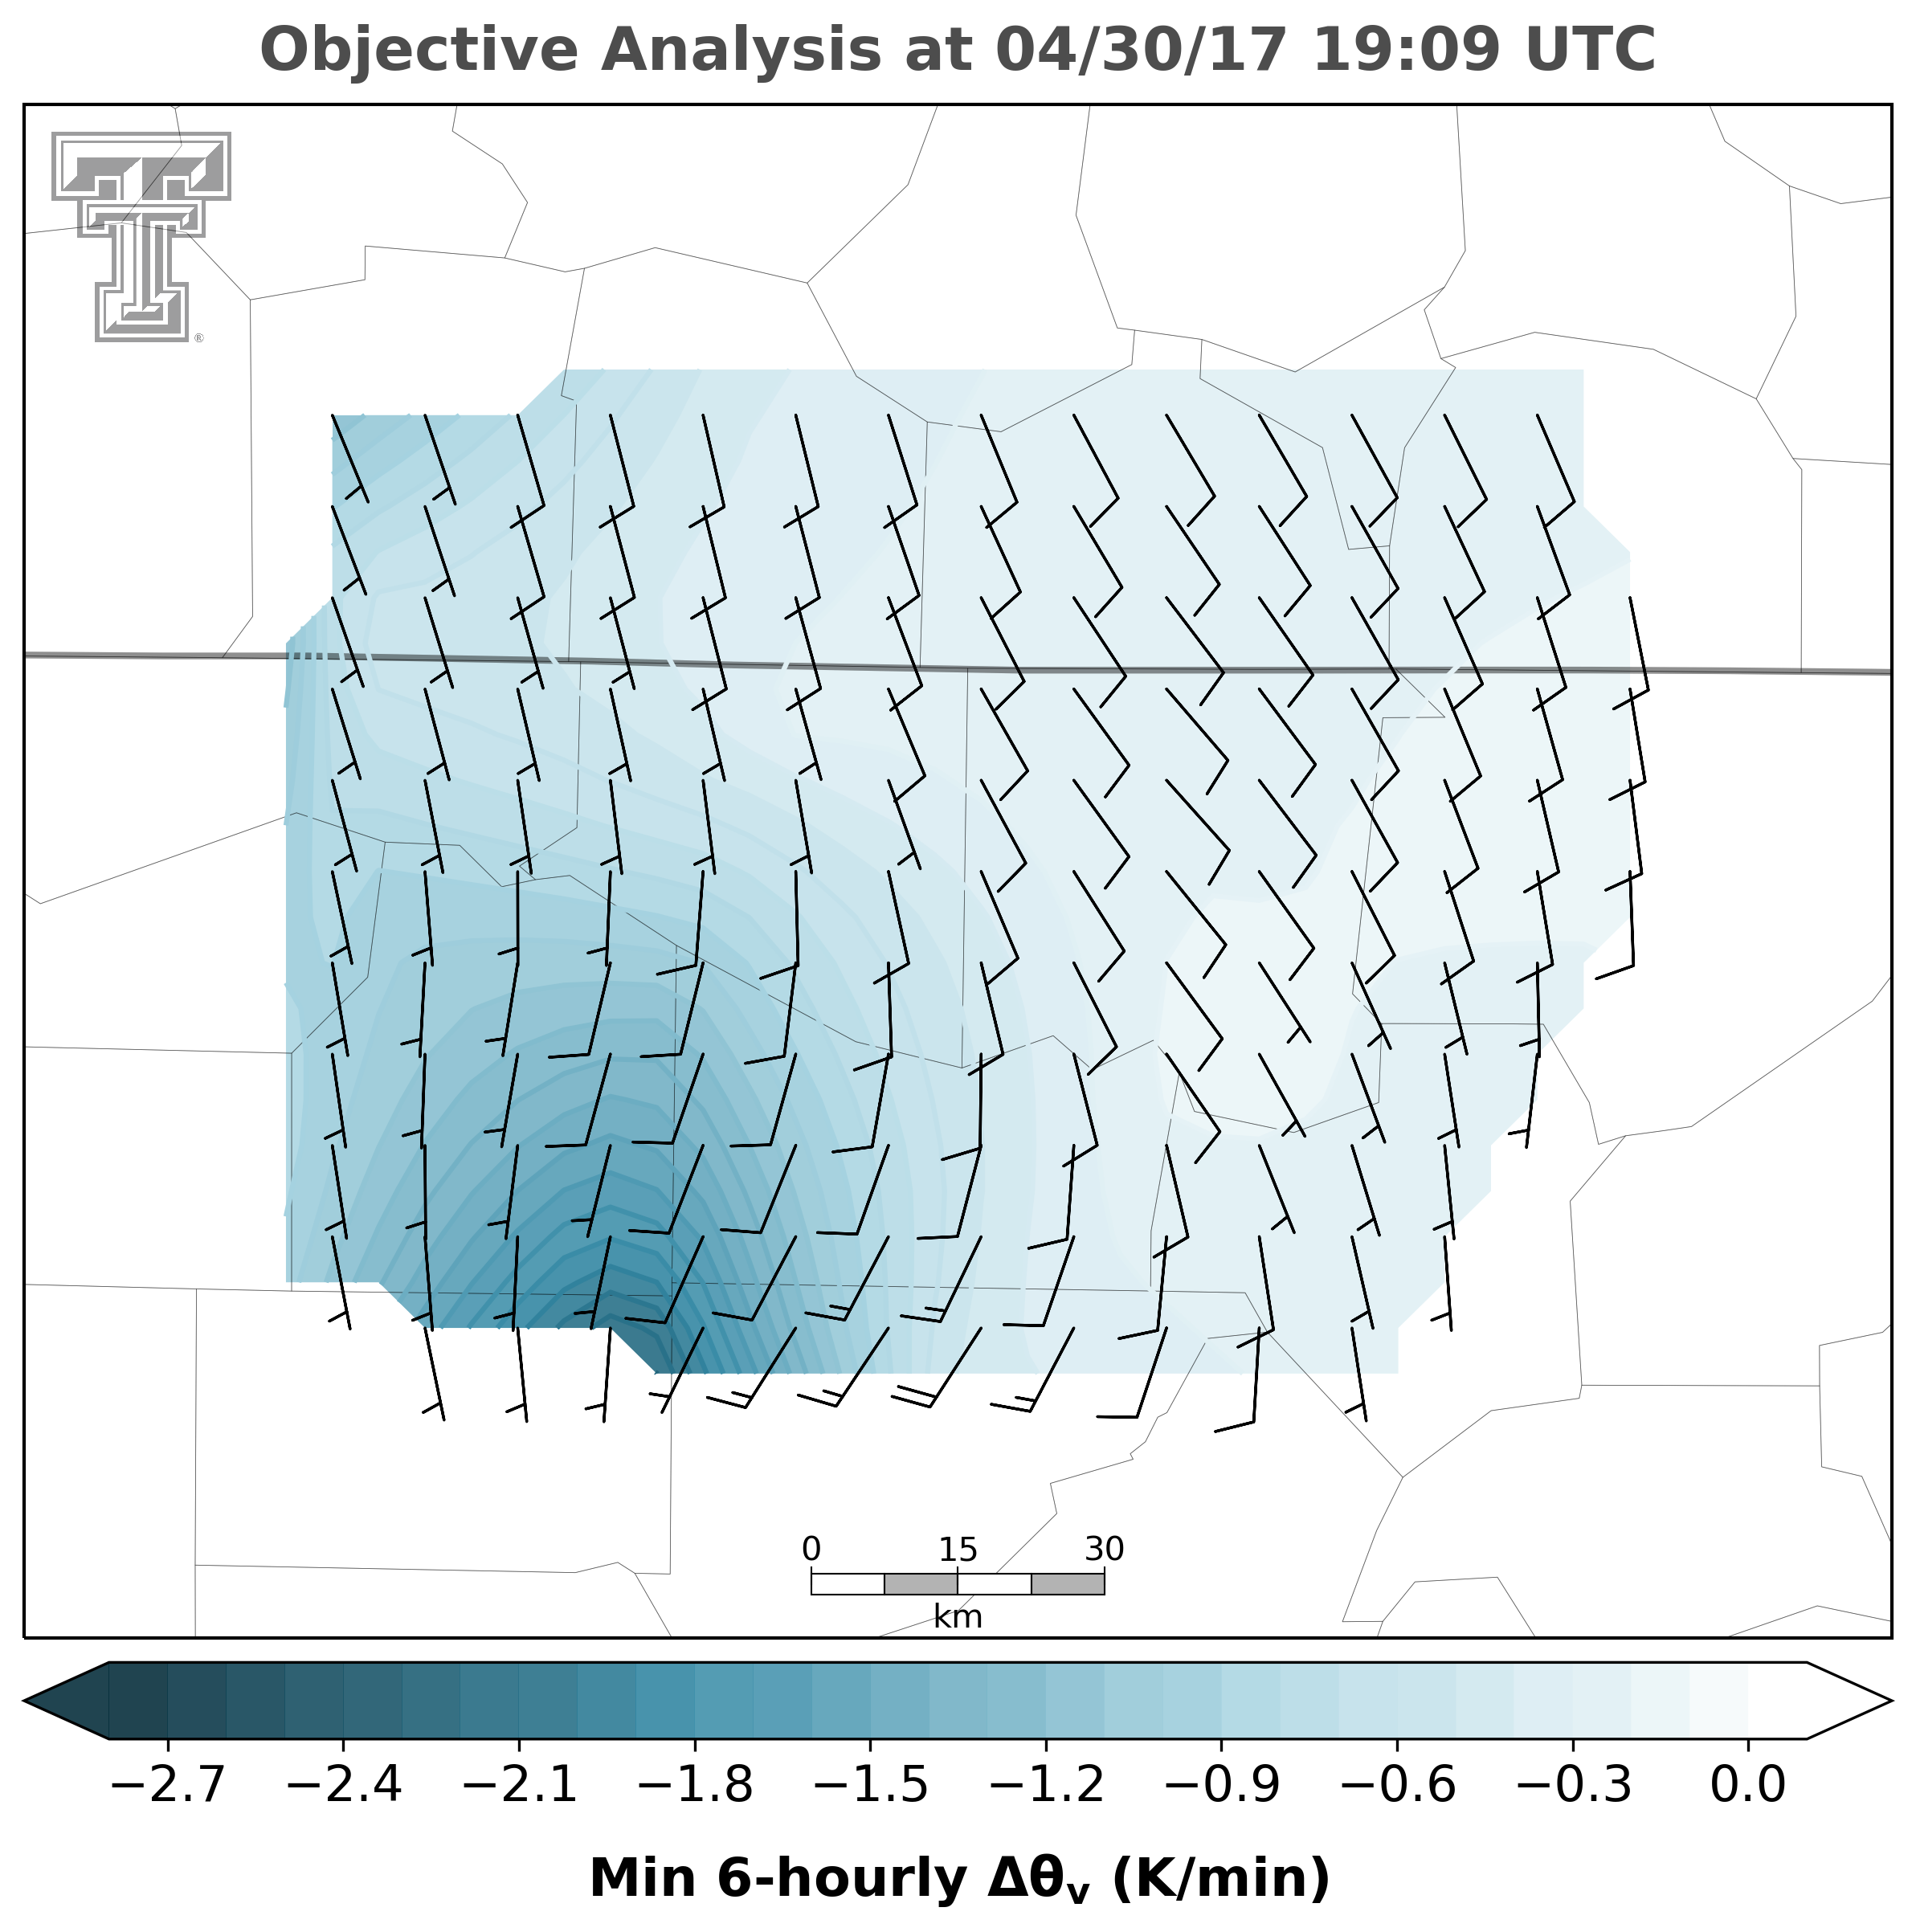 Objective Analysis at 04/30/17 19:09 UTC
®
0 15 30
km
−2.7 −2.4 −2.1 −1.8 −1.5 −1.2 −0.9 −0.6 −0.3 0.0
Min 6-hourly Δθᵥ (K/min)